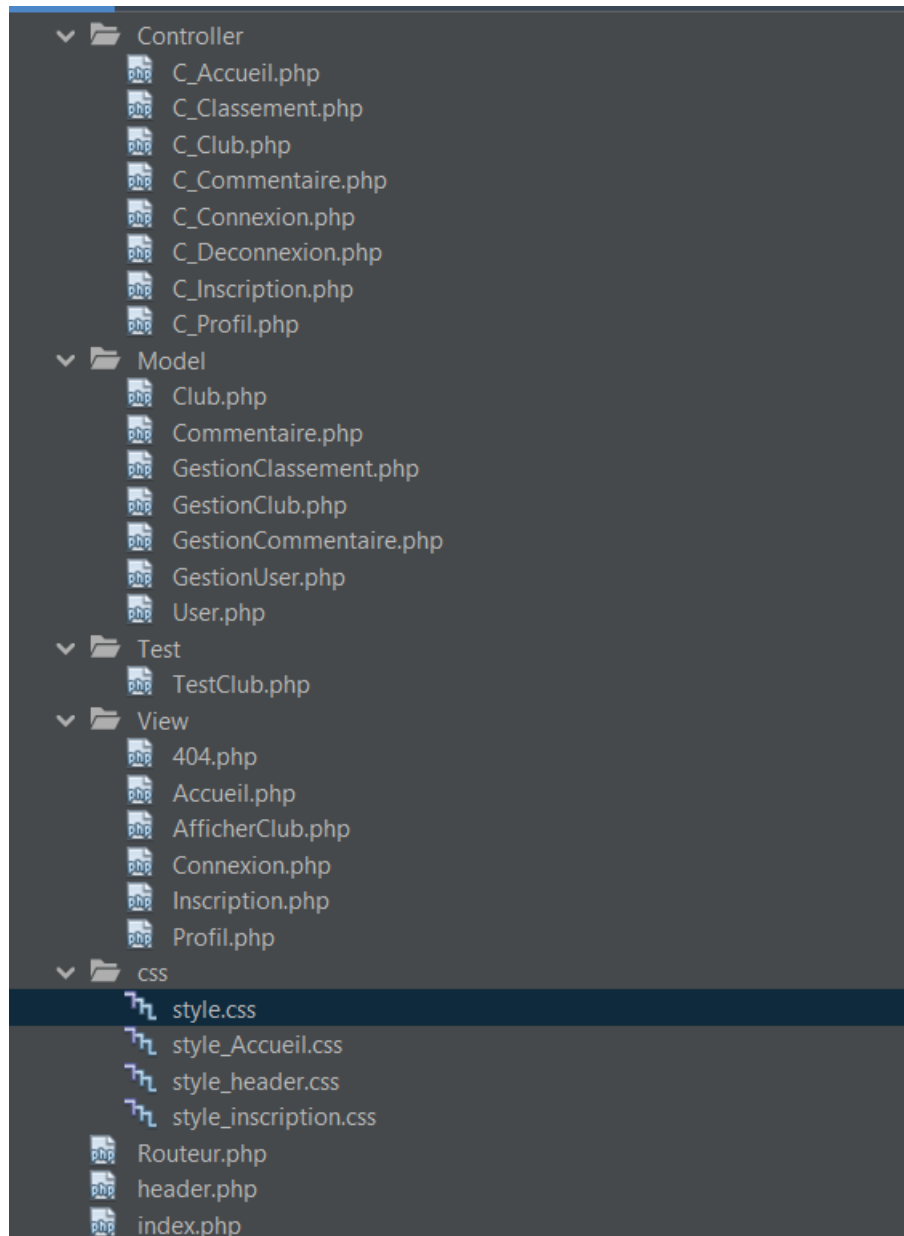 Controller
C_Accueil.php
C_Classement.php
C_Club.php
C_Commentaire.php
C_Connexion.php
C_Deconnexion.php
C_Inscription.php
C_Profil.php
Model
Club.php
Commentaire.php
GestionClassement.php
GestionClub.php
GestionCommentaire.php
GestionUser.php
User.php
Test
TestClub.php
View
404.php
Accueil.php
AfficherClub.php
Connexion.php
Inscription.php
Profil.php
css
style.css
style_Accueil.css
style_header.css
style_inscription.css
Routeur.php
header.php
index.php